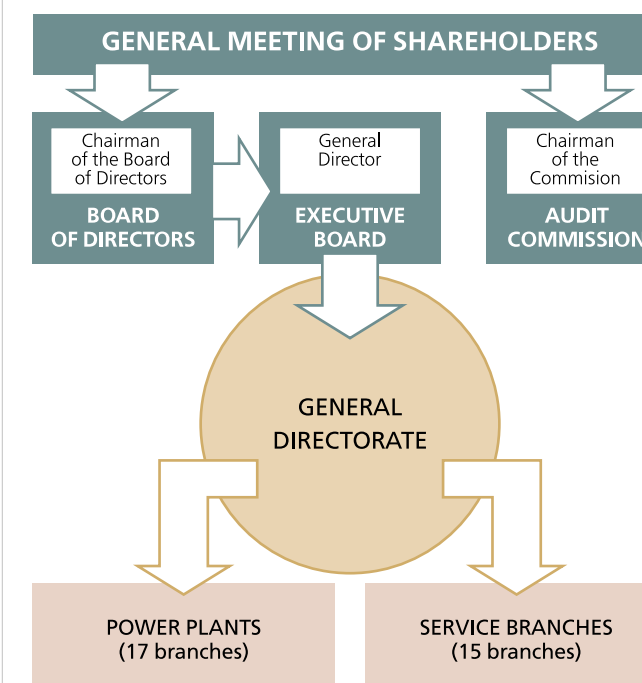 GENERAL MEETING OF SHAREHOLDERS
Chairman
of the Board
of Directors
BOARD
OF DIRECTORS
General
Director
EXECUTIVE
BOARD
Chairman
of the
Commision
AUDIT
COMMISSION
GENERAL
DIRECTORATE
POWER PLANTS
(17 branches)
SERVICE BRANCHES
(15 branches)